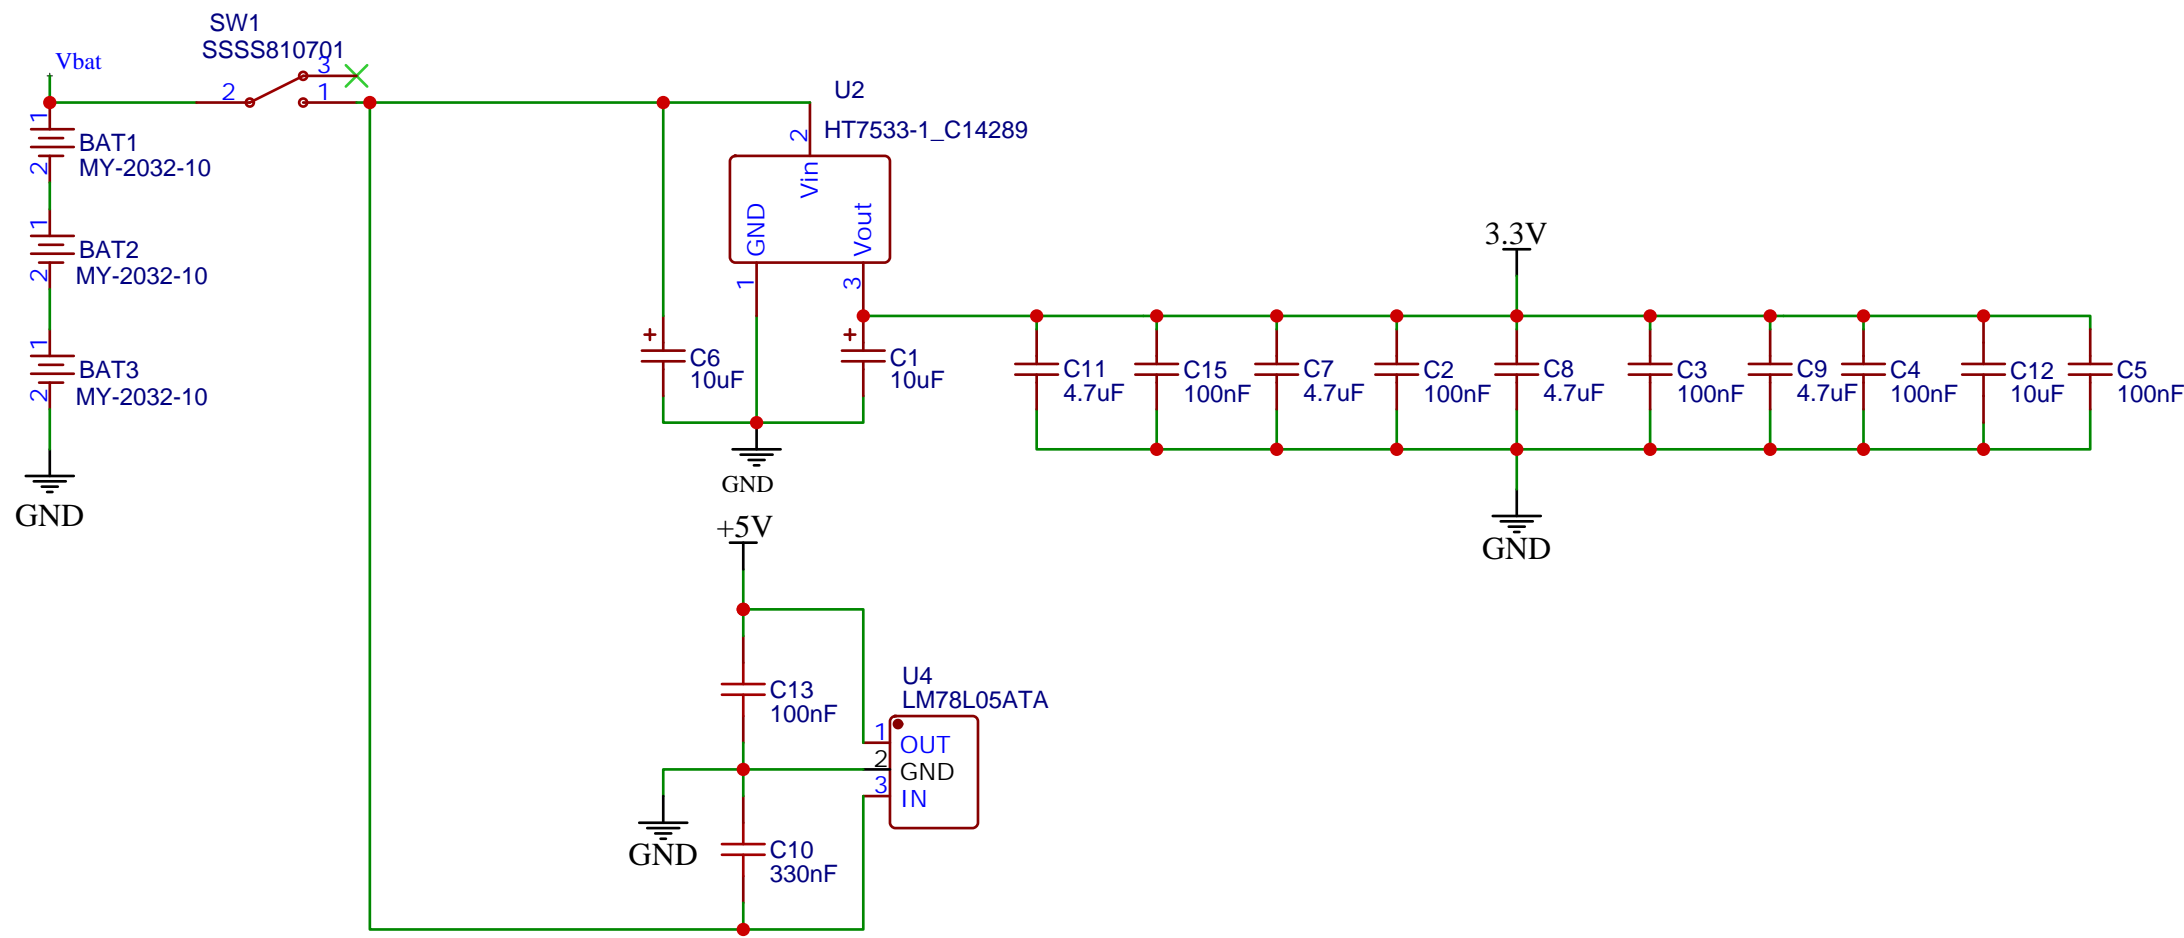 SW1
SSSS810701
Vbat
3
2
1
1
BAT1
MY-2032-10
2
1
BAT2
MY-2032-10
2
1
BAT3
MY-2032-10
2
GND
U2
HT7533-1_C14289
2
Vin
GND
Vout
1
3
+
C6
10uF
+
C1
10uF
GND
3.3V
C11
4.7uF
C15
100nF
C7
4.7uF
C2
100nF
C8
4.7uF
C3
100nF
C9
4.7uF
C4
100nF
C12
10uF
C5
100nF
GND
+5V
C13
100nF
U4
LM78L05ATA
1
OUT
2
GND
3
IN
GND
C10
330nF